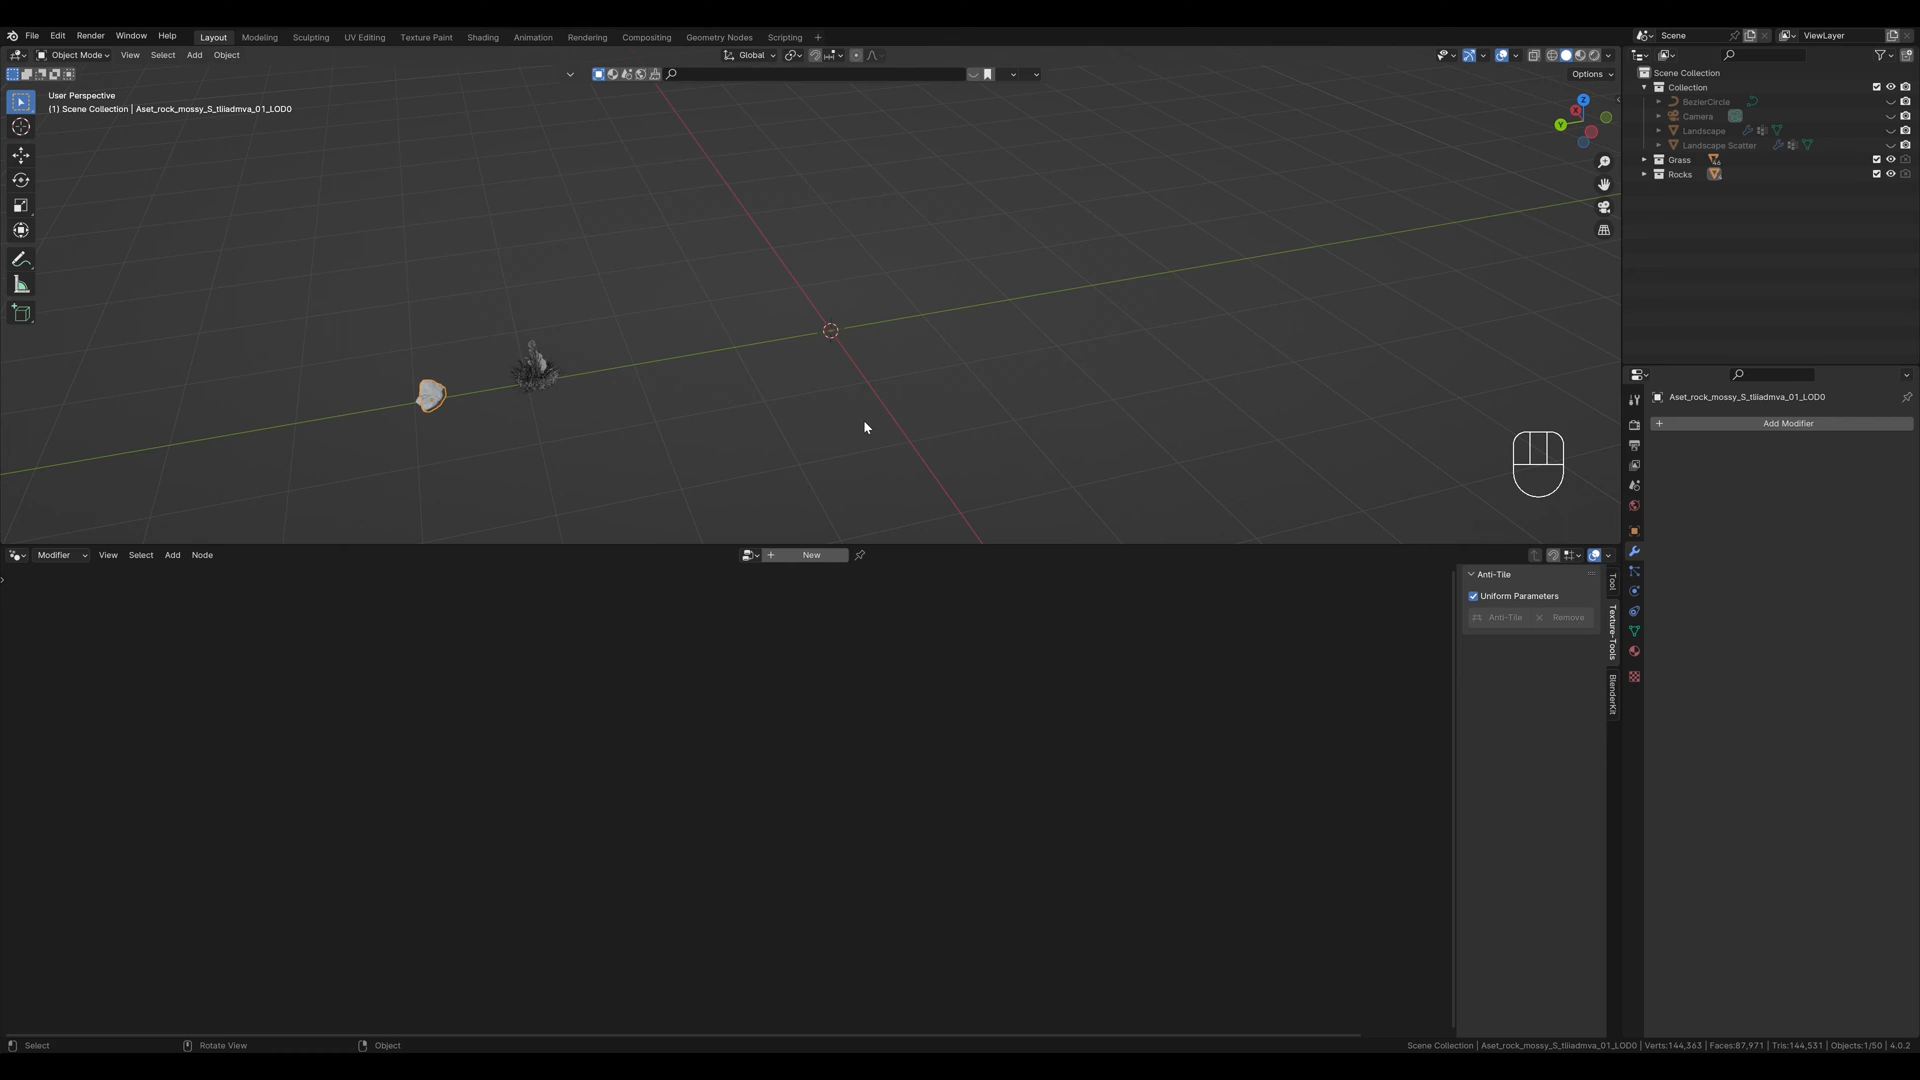 File Edit Render Window Help Layout Modeling Sculpting UV Editing Texture Paint Shading Animation Rendering Compositing Geometry Nodes Scripting + Scene ViewLayer
Object Mode View Select Add Object Global
Options
User Perspective
(1) Scene Collection | Aset_rock_mossy_S_tliiadmva_01_LOD0
Z
Y
X
Scene Collection
Collection
BezierCircle
Camera
Landscape
Landscape Scatter
Grass
Rocks
Aset_rock_mossy_S_tliiadmva_01_LOD0
+ Add Modifier
Modifier View Select Add Node + New
Anti-Tile
Uniform Parameters
Anti-Tile Remove
Tool
Texture-Tools
BlenderKit
Select Rotate View Object
Scene Collection | Aset_rock_mossy_S_tliiadmva_01_LOD0 | Verts:144,363 | Faces:87,971 | Tris:144,531 | Objects:1/50 | 4.0.2